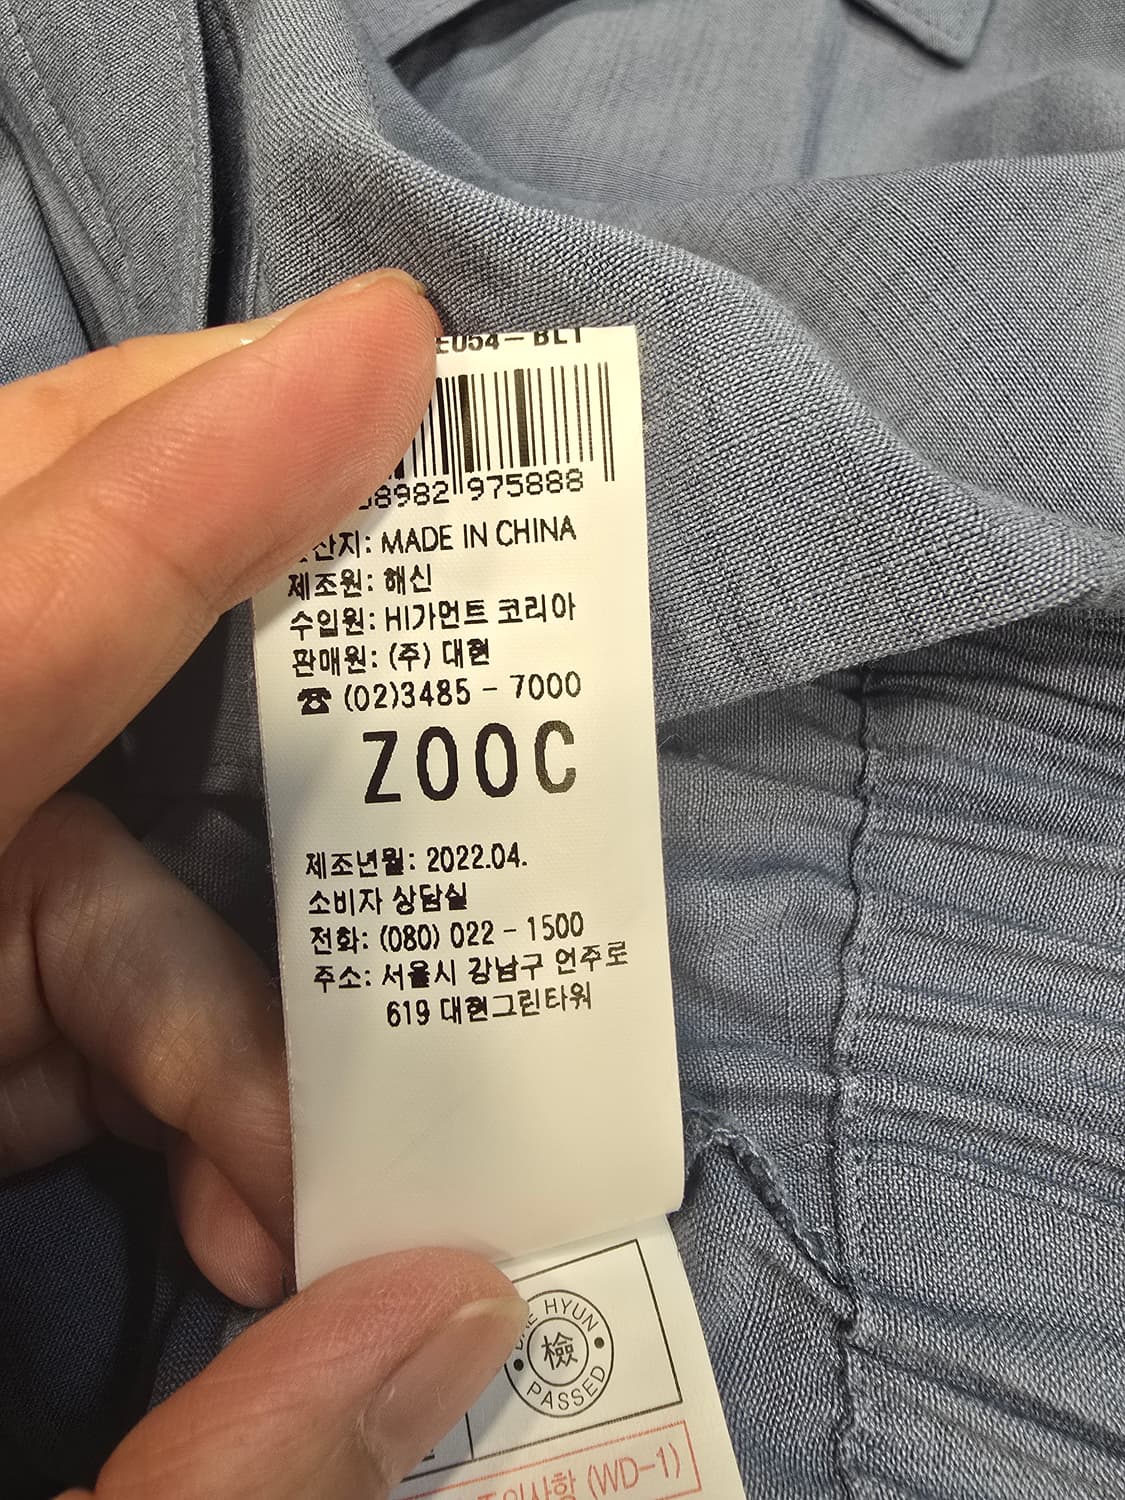 E054-BL1
8982 975888
산지: MADE IN CHINA
제조원: 해신
수입원: HI가먼트 코리아
판매원: (주) 대현
☎ (02)3485 - 7000
ZOOC
제조년월: 2022.04.
소비자 상담실
전화: (080) 022 - 1500
주소: 서울시 강남구 언주로
619 대현그린타워
HYUN
檢
PASSED
(WD-1)